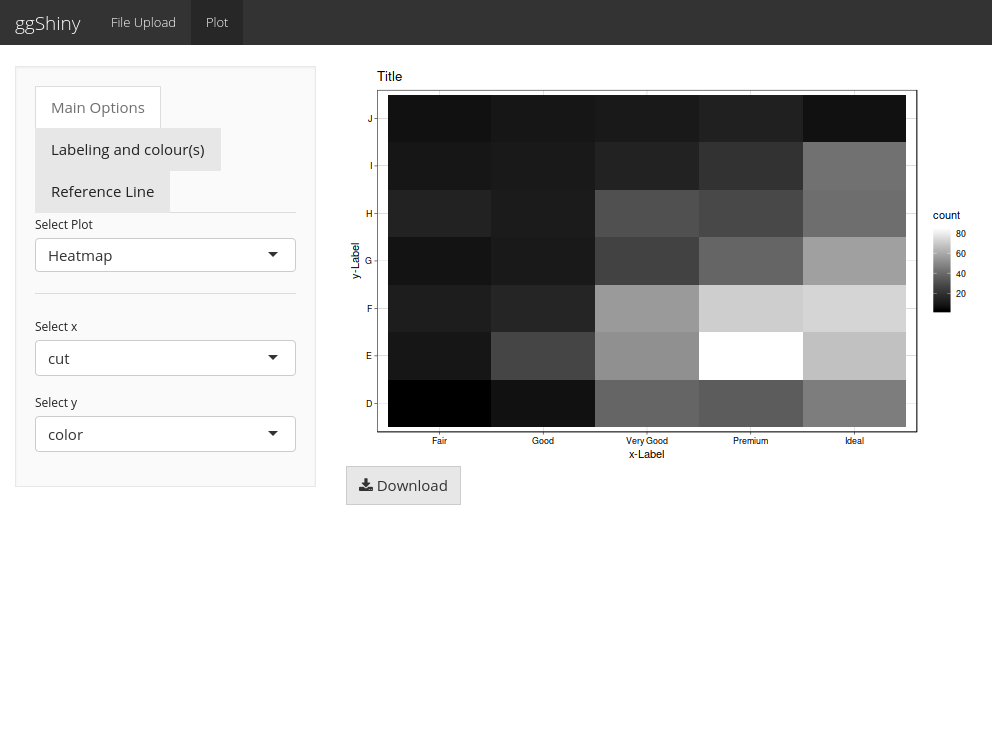 ggShiny File Upload Plot
Main Options
Labeling and colour(s)
Reference Line
Select Plot
Heatmap
Select x
cut
Select y
color
Title
J
I
H
G
F
E
D
y-Label
Fair Good Very Good Premium Ideal
x-Label
count
80
60
40
20
Download